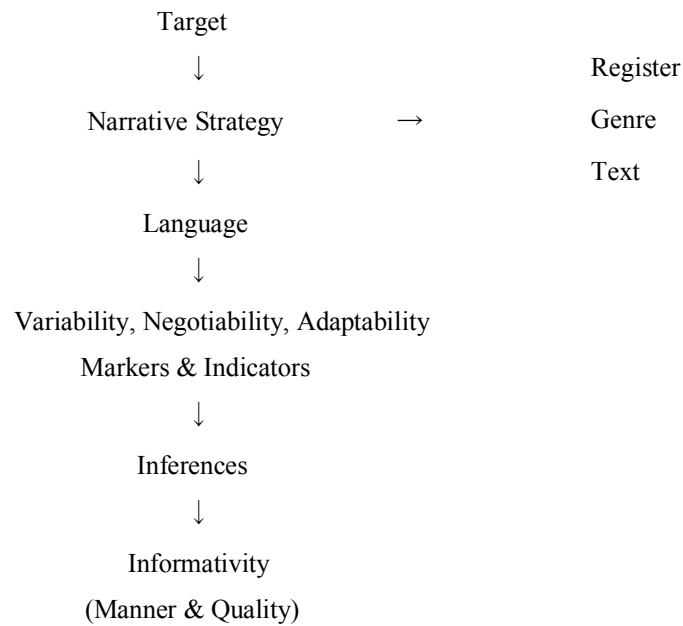 Target
↓
Register
Narrative Strategy → Genre
↓ Text
Language
↓
Variability, Negotiability, Adaptability
Markers & Indicators
↓
Inferences
↓
Informativity
(Manner & Quality)